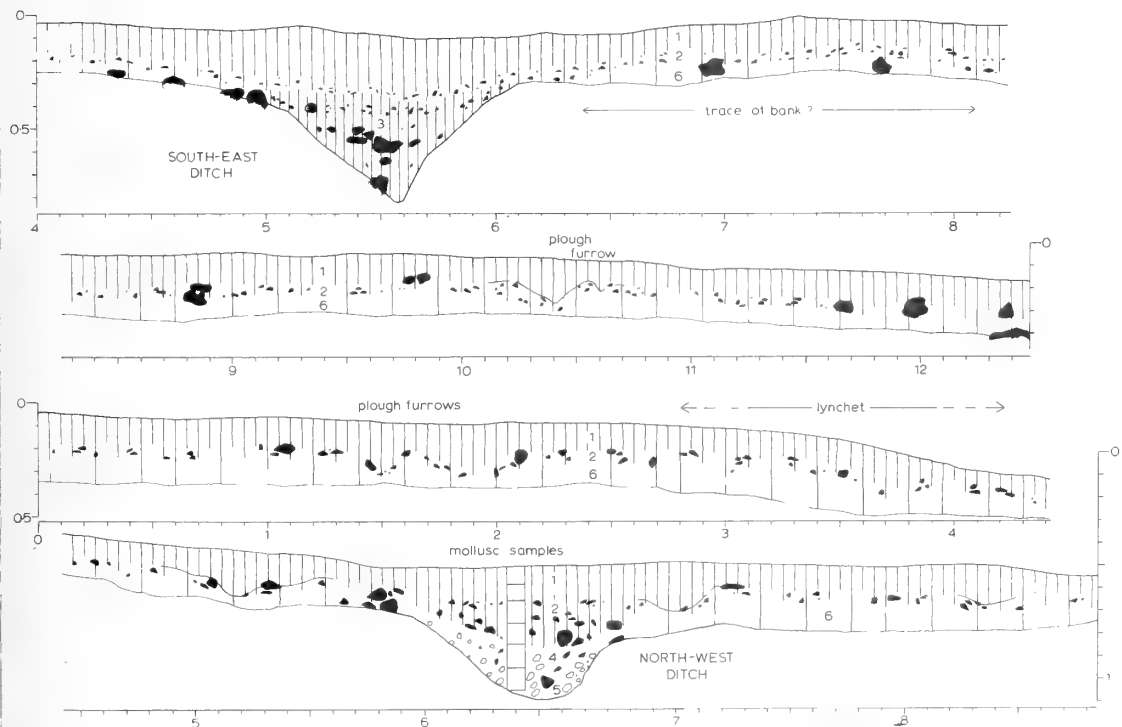 0
1
2
6
trace of bank ?
3
0.5
SOUTH-EAST
DITCH
4 5 6 7 8
plough
furrow
0
1
2
6
9 10 11 12
0
plough furrows
lynchet
1
2
6
0
0.5
0 1 2 3 4
mollusc samples
1
2
6
4
5
NORTH-WEST
DITCH
1
5 6 7 8